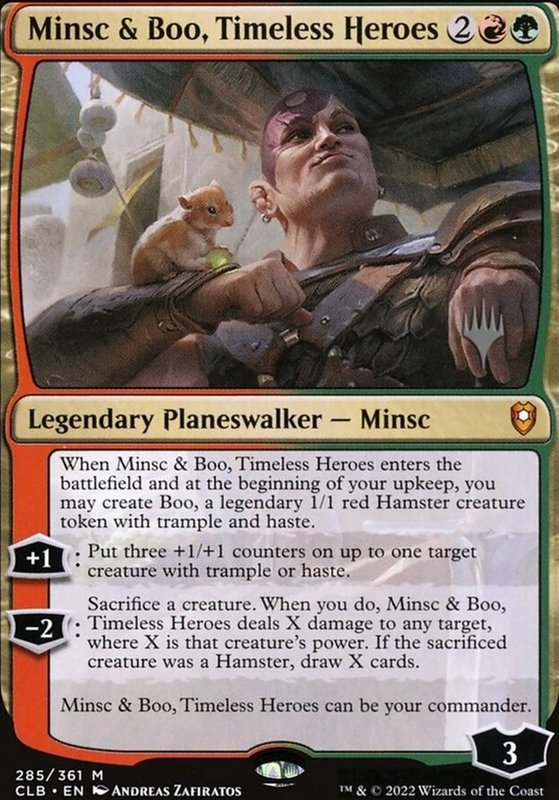 Minsc & Boo, Timeless Heroes 2
Legendary Planeswalker — Minsc
When Minsc & Boo, Timeless Heroes enters the
battlefield and at the beginning of your upkeep, you
may create Boo, a legendary 1/1 red Hamster creature
token with trample and haste.
+1: Put three +1/+1 counters on up to one target
creature with trample or haste.
Sacrifice a creature. When you do, Minsc & Boo,
−2: Timeless Heroes deals X damage to any target,
where X is that creature's power. If the sacrificed
creature was a Hamster, draw X cards.
Minsc & Boo, Timeless Heroes can be your commander.
3
285/361 M
CLB • EN Andreas Zafiratos
™ & © 2022 Wizards of the Coast